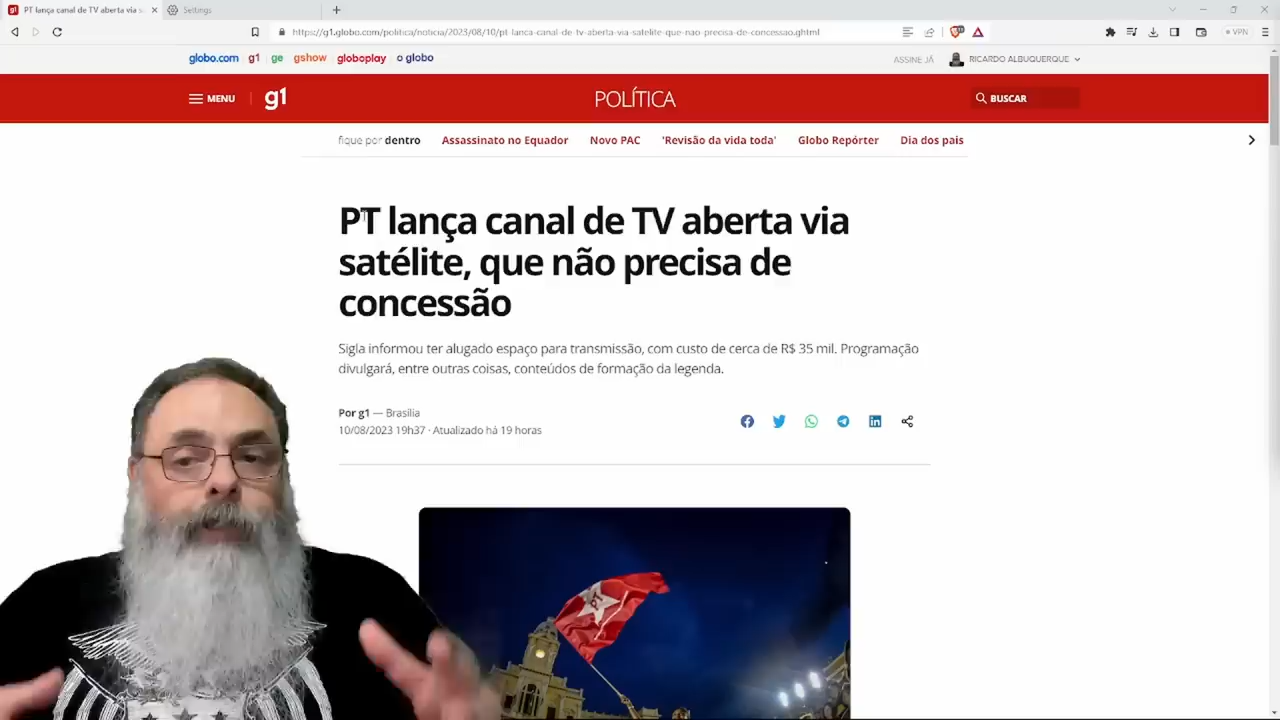 PT lança canal de TV aberta via s
Settings
https://g1.globo.com/politica/noticia/2023/08/10/pt-lanca-canal-de-tv-aberta-via-satelite-que-nao-precisa-de-concessao.ghtml
VPN
globo.com g1 ge gshow globoplay o globo
ASSINE JÁ
RICARDO ALBUQUERQUE
MENU
g1
POLÍTICA
BUSCAR
fique por dentro
Assassinato no Equador
Novo PAC
'Revisão da vida toda'
Globo Repórter
Dia dos pais
PT lança canal de TV aberta via
satélite, que não precisa de
concessão
Sigla informou ter alugado espaço para transmissão, com custo de cerca de R$ 35 mil. Programação
divulgará, entre outras coisas, conteúdos de formação da legenda.
Por g1 — Brasília
10/08/2023 19h37 · Atualizado há 19 horas
PT